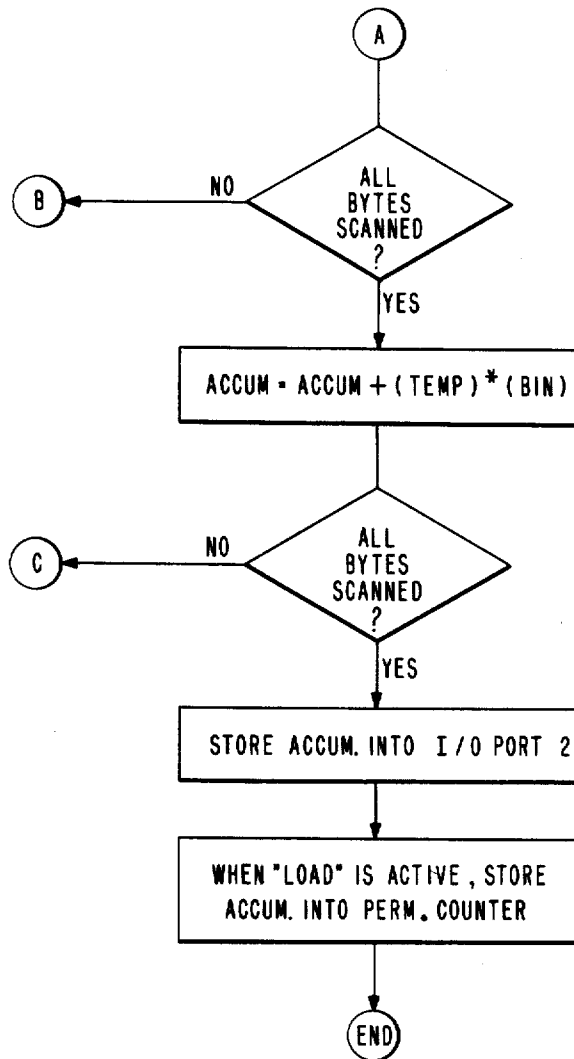 A
ALL
BYTES
SCANNED
?
NO
B
YES
ACCUM = ACCUM + (TEMP)*(BIN)
ALL
BYTES
SCANNED
?
NO
C
YES
STORE ACCUM. INTO I/O PORT 2
WHEN "LOAD" IS ACTIVE, STORE
ACCUM. INTO PERM. COUNTER
END